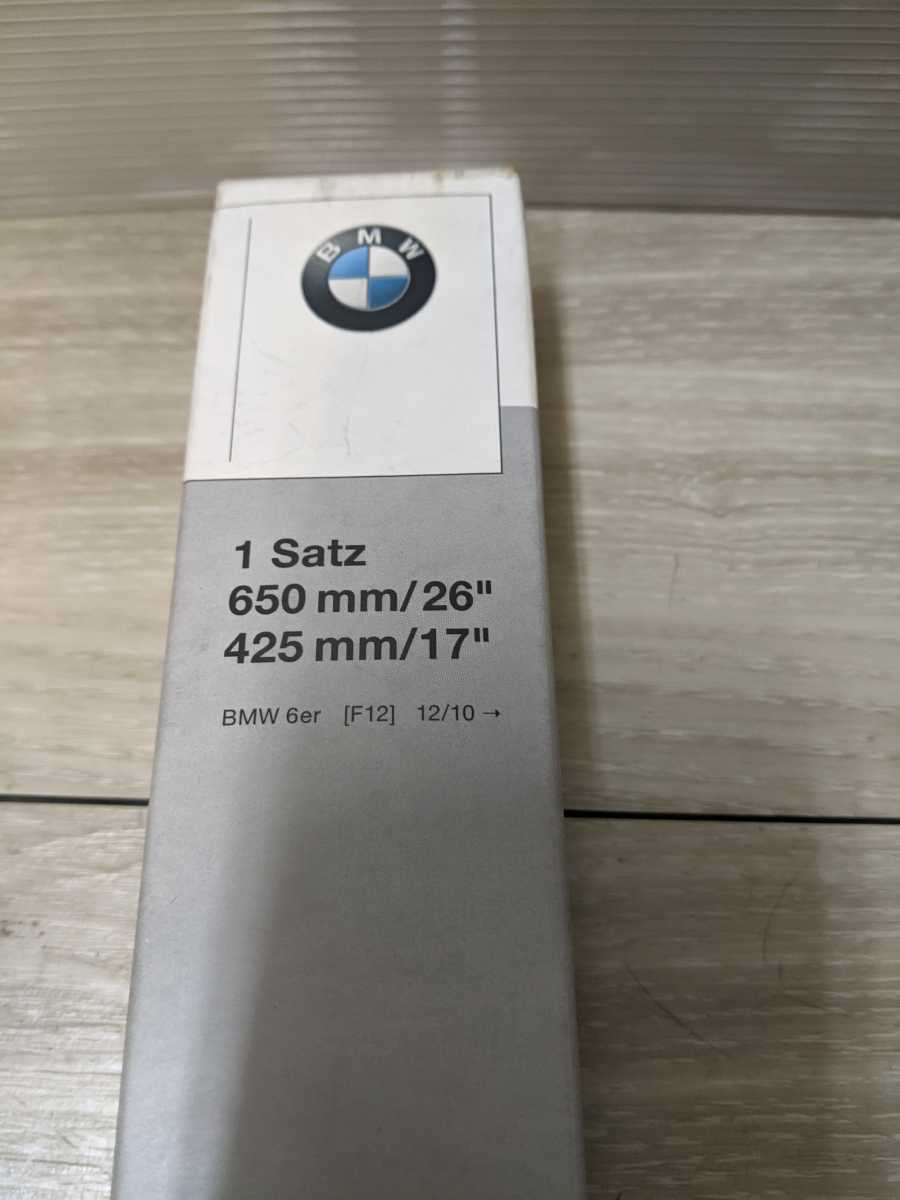 BMW
1 Satz
650 mm/26"
425 mm/17"
BMW 6er [F12] 12/10 →